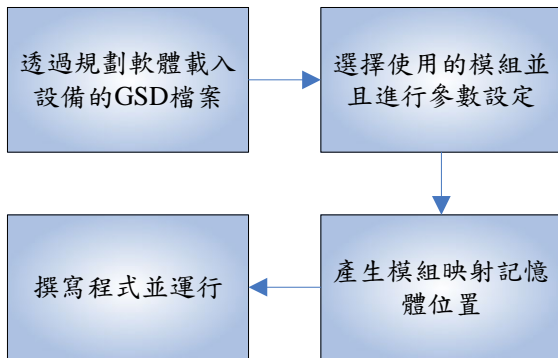 透過規劃軟體載入
設備的GSD檔案
選擇使用的模組並
且進行參數設定
產生模組映射記憶
體位置
撰寫程式並運行